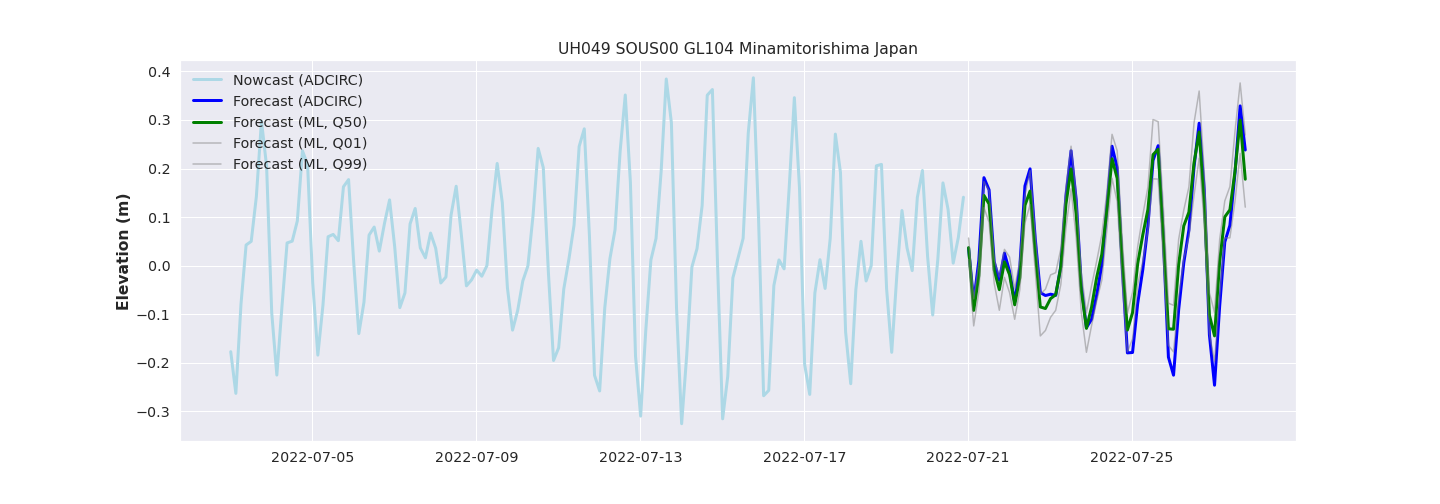 UH049 SOUS00 GL104 Minamitorishima Japan
Nowcast (ADCIRC)
Forecast (ADCIRC)
Forecast (ML, Q50)
Forecast (ML, Q01)
Forecast (ML, Q99)
Elevation (m)
0.4
0.3
0.2
0.1
0.0
−0.1
−0.2
−0.3
2022-07-05
2022-07-09
2022-07-13
2022-07-17
2022-07-21
2022-07-25